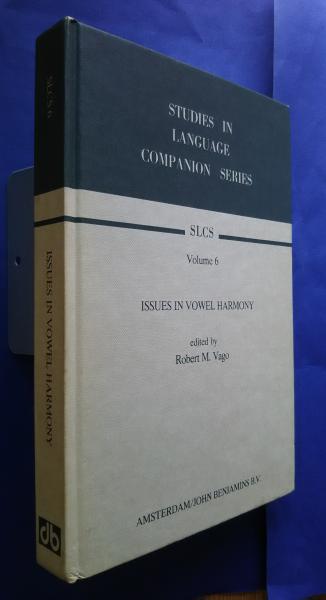 SLCS 6
ISSUES IN VOWEL HARMONY
STUDIES IN
LANGUAGE
COMPANION SERIES
SLCS
Volume 6
ISSUES IN VOWEL HARMONY
edited by
Robert M. Vago
AMSTERDAM/JOHN BENJAMINS B.V.